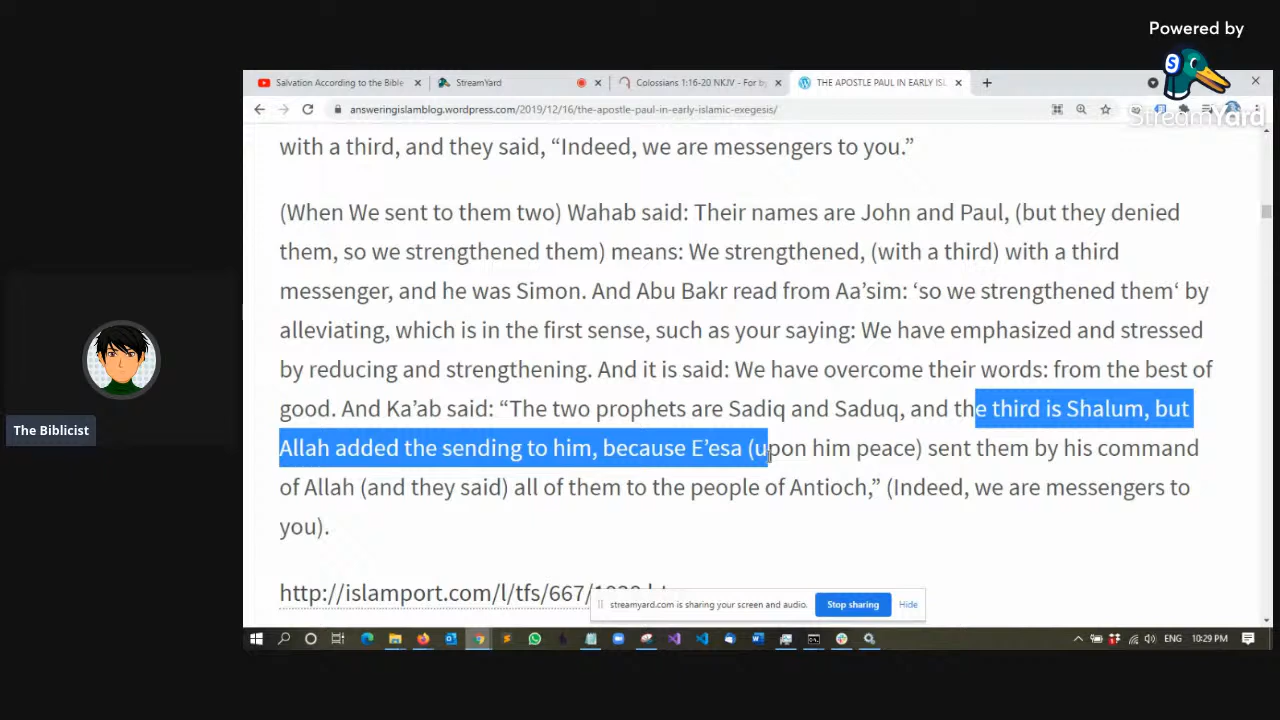 Powered by
StreamYard
Salvation According to the Bible
StreamYard
Colossians 1:16-20 NKJV - For by
THE APOSTLE PAUL IN EARLY ISL
answeringislamblog.wordpress.com/2019/12/16/the-apostle-paul-in-early-islamic-exegesis/
with a third, and they said, “Indeed, we are messengers to you.”
(When We sent to them two) Wahab said: Their names are John and Paul, (but they denied
them, so we strengthened them) means: We strengthened, (with a third) with a third
messenger, and he was Simon. And Abu Bakr read from Aa’sim: ‘so we strengthened them‘ by
alleviating, which is in the first sense, such as your saying: We have emphasized and stressed
by reducing and strengthening. And it is said: We have overcome their words: from the best of
good. And Ka’ab said: “The two prophets are Sadiq and Saduq, and the third is Shalum, but
Allah added the sending to him, because E’esa (upon him peace) sent them by his command
of Allah (and they said) all of them to the people of Antioch,” (Indeed, we are messengers to
you).
http://islamport.com/l/tfs/667/
streamyard.com is sharing your screen and audio.
Stop sharing
Hide
The Biblicist
ENG
10:29 PM